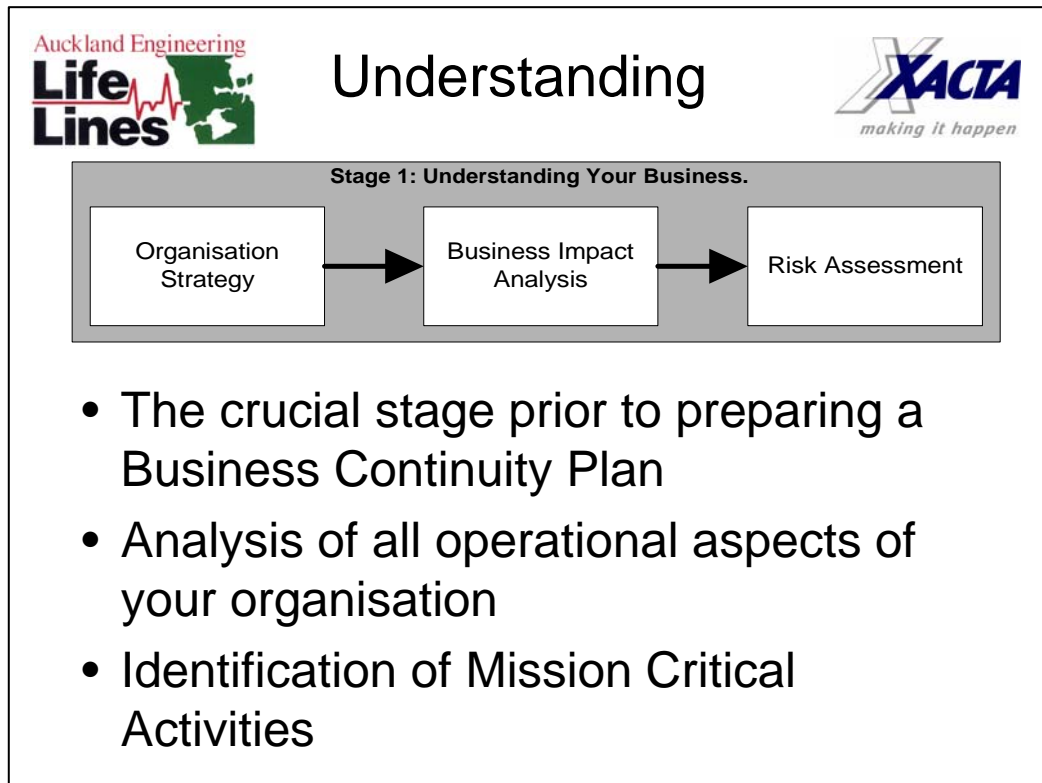 Auckland Engineering
Life
Lines
Understanding
XACTA
making it happen
Stage 1: Understanding Your Business.
Organisation
Strategy
Business Impact
Analysis
Risk Assessment
• The crucial stage prior to preparing a
Business Continuity Plan
• Analysis of all operational aspects of
your organisation
• Identification of Mission Critical
Activities